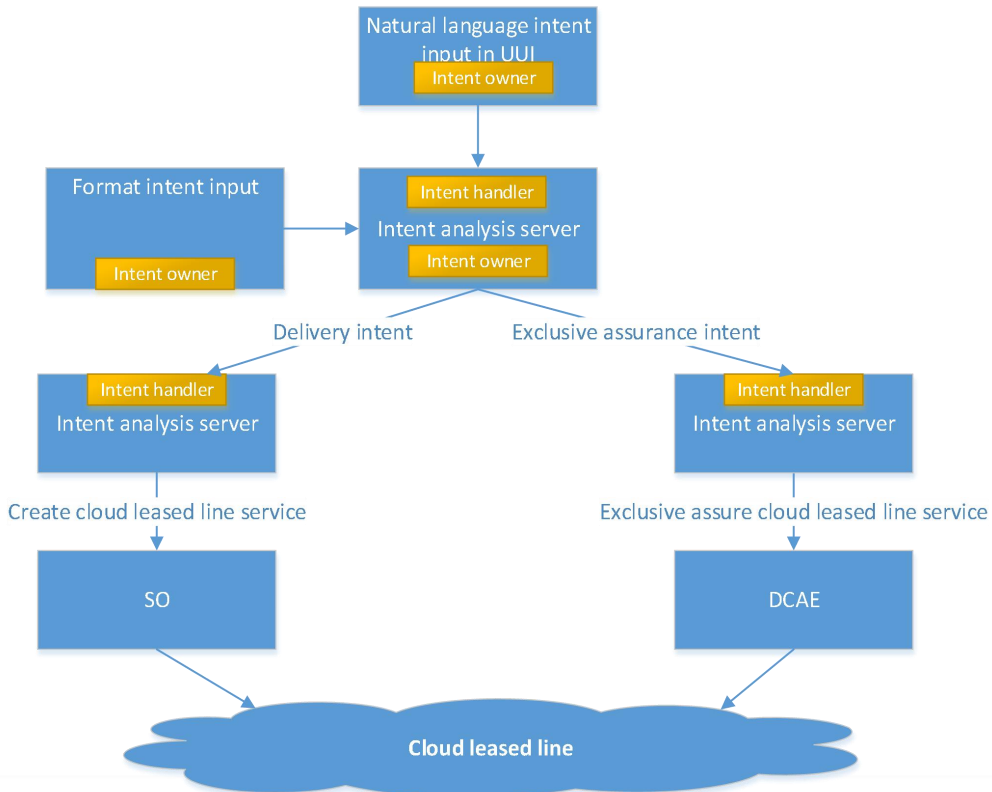 Natural language intent
input in UUI
Intent owner
Format intent input
Intent owner
Intent handler
Intent analysis server
Intent owner
Delivery intent
Exclusive assurance intent
Intent handler
Intent analysis server
Intent handler
Intent analysis server
Create cloud leased line service
Exclusive assure cloud leased line service
SO
DCAE
Cloud leased line